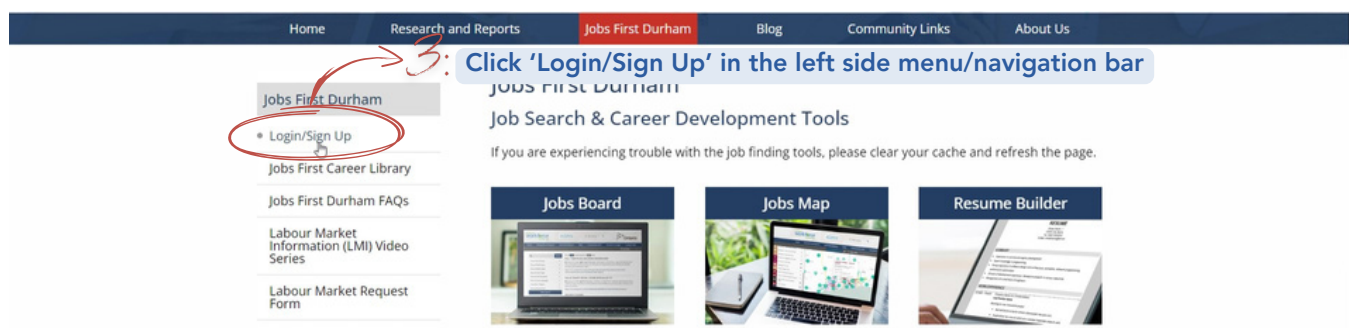 Home Research and Reports Jobs First Durham Blog Community Links About Us
3: Click ‘Login/Sign Up’ in the left side menu/navigation bar
Jobs First Durham
Login/Sign Up
Jobs First Career Library
Jobs First Durham FAQs
Labour Market
Information (LMI) Video
Series
Labour Market Request
Form
Jobs First Durham
Job Search & Career Development Tools
If you are experiencing trouble with the job finding tools, please clear your cache and refresh the page.
Jobs Board Jobs Map Resume Builder